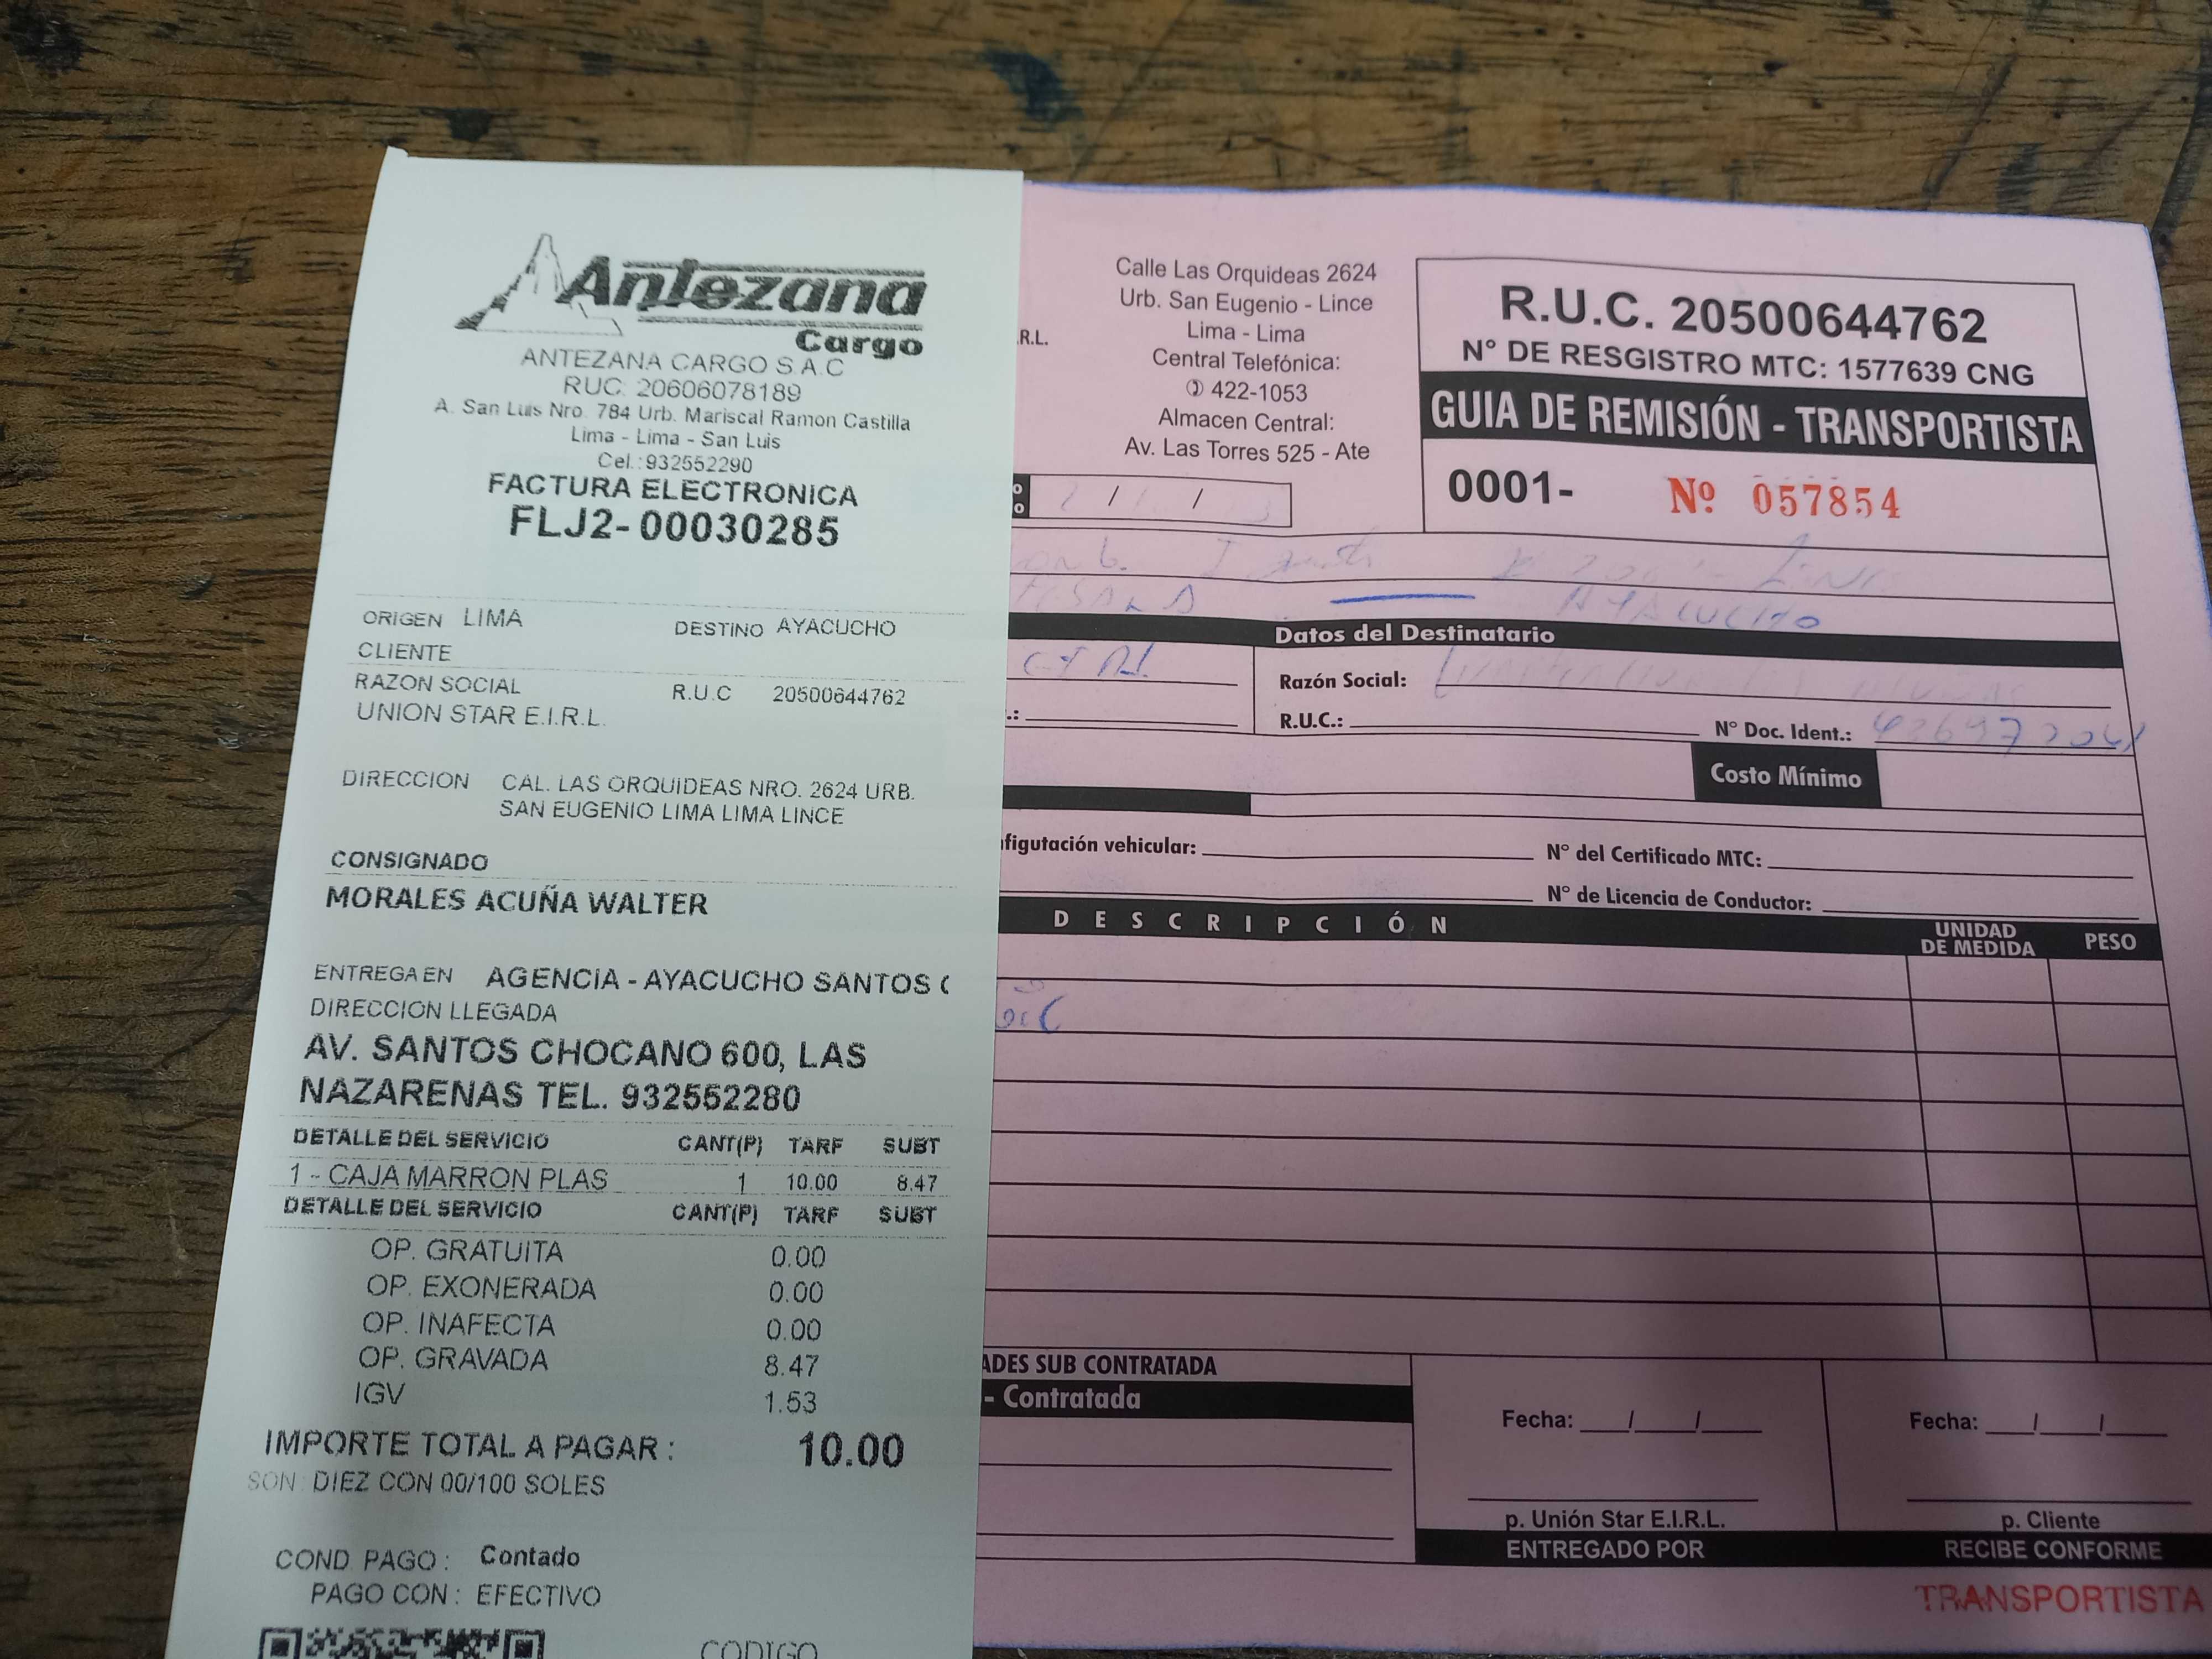 Antezana
Cargo
ANTEZANA CARGO S.A.C
RUC: 20606078189
A. San Luis Nro. 784 Urb. Mariscal Ramon Castilla
Lima - Lima - San Luis
Cel.:932552290
FACTURA ELECTRONICA
FLJ2-00030285
ORIGEN LIMA DESTINO AYACUCHO
CLIENTE
RAZON SOCIAL R.U.C 20500644762
UNION STAR E.I.R.L.
DIRECCION CAL. LAS ORQUIDEAS NRO. 2624 URB.
SAN EUGENIO LIMA LIMA LINCE
CONSIGNADO
MORALES ACUÑA WALTER
ENTREGA EN AGENCIA - AYACUCHO SANTOS
DIRECCION LLEGADA
AV. SANTOS CHOCANO 600, LAS
NAZARENAS TEL. 932552280
DETALLE DEL SERVICIO CANT(P) TARF SUBT
1 - CAJA MARRON PLAS 1 10.00 8.47
DETALLE DEL SERVICIO CANT(P) TARF SUBT
OP. GRATUITA 0.00
OP. EXONERADA 0.00
OP. INAFECTA 0.00
OP. GRAVADA 8.47
IGV 1.53
IMPORTE TOTAL A PAGAR : 10.00
SON: DIEZ CON 00/100 SOLES
COND. PAGO : Contado
PAGO CON : EFECTIVO
CODIGO
.R.L.
Calle Las Orquideas 2624
Urb. San Eugenio - Lince
Lima - Lima
Central Telefónica:
422-1053
Almacen Central:
Av. Las Torres 525 - Ate
R.U.C. 20500644762
N° DE RESGISTRO MTC: 1577639 CNG
GUIA DE REMISIÓN - TRANSPORTISTA
0001- Nº 057854
/ /
AYACUCHO
Datos del Destinatario
Razón Social:
R.U.C.: N° Doc. Ident.:
Costo Mínimo
figutación vehicular: N° del Certificado MTC:
N° de Licencia de Conductor:
DESCRIPCIÓN UNIDAD DE MEDIDA PESO
ADES SUB CONTRATADA
- Contratada
Fecha: / / Fecha: / /
p. Unión Star E.I.R.L. p. Cliente
ENTREGADO POR RECIBE CONFORME
TRANSPORTISTA